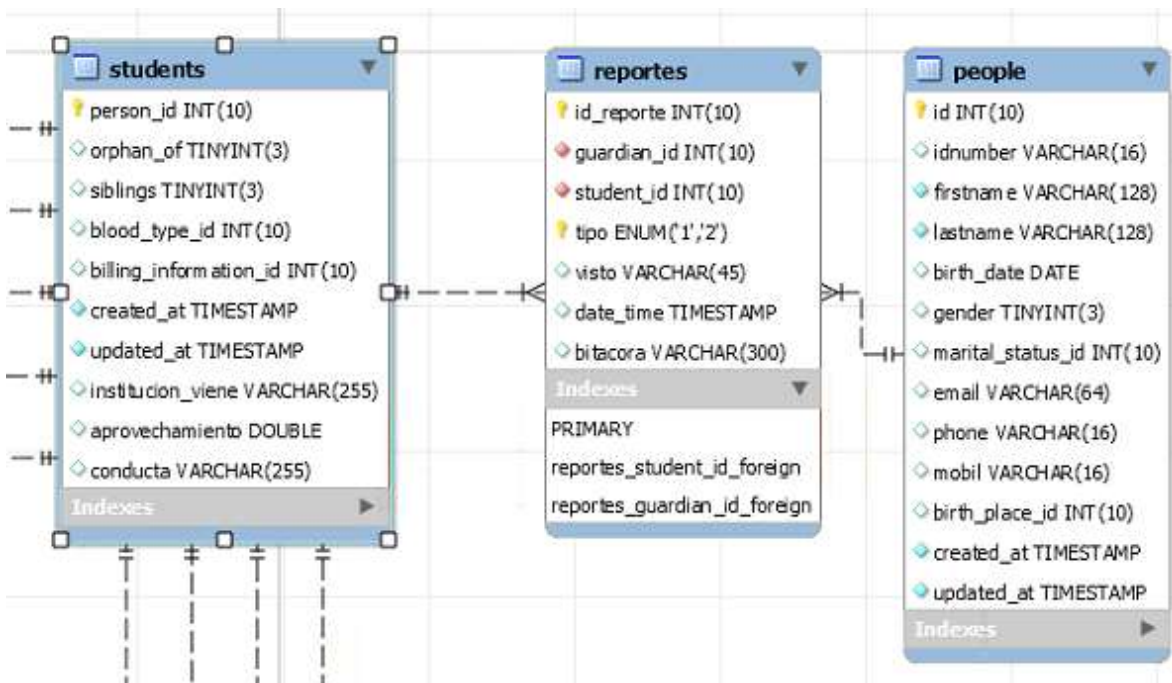 students
person_id INT(10)
orphan_of TINYINT(3)
siblings TINYINT(3)
blood_type_id INT(10)
billing_information_id INT(10)
created_at TIMESTAMP
updated_at TIMESTAMP
institucion_viene VARCHAR(255)
aprovechamiento DOUBLE
conducta VARCHAR(255)
Indexes
reportes
id_reporte INT(10)
guardian_id INT(10)
student_id INT(10)
tipo ENUM('1','2')
visto VARCHAR(45)
date_time TIMESTAMP
bitacora VARCHAR(300)
Indexes
PRIMARY
reportes_student_id_foreign
reportes_guardian_id_foreign
people
id INT(10)
idnumber VARCHAR(16)
firstname VARCHAR(128)
lastname VARCHAR(128)
birth_date DATE
gender TINYINT(3)
marital_status_id INT(10)
email VARCHAR(64)
phone VARCHAR(16)
mobil VARCHAR(16)
birth_place_id INT(10)
created_at TIMESTAMP
updated_at TIMESTAMP
Indexes